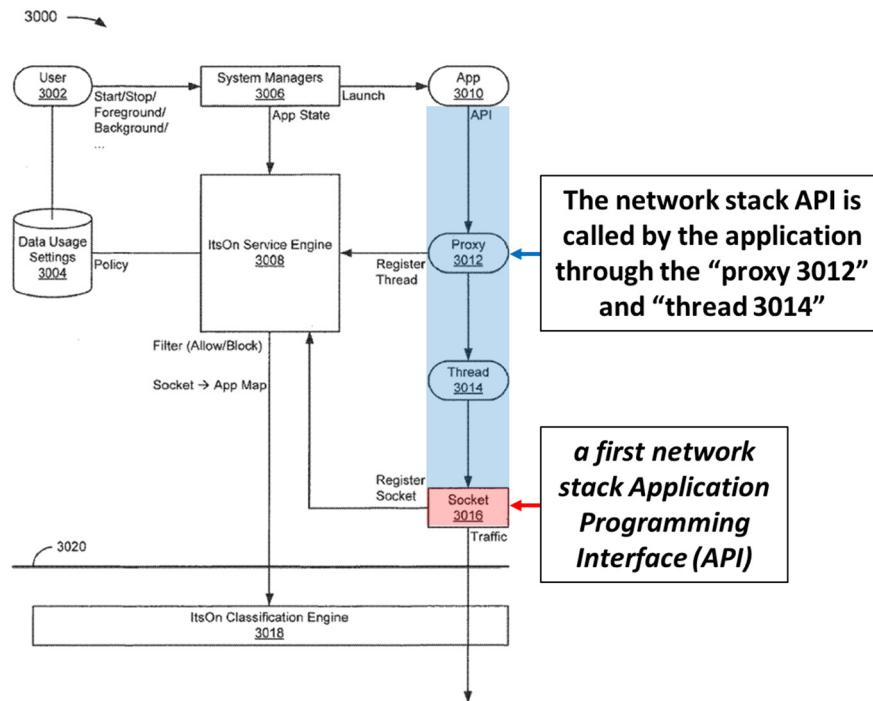 3000
User
3002
Start/Stop/
Foreground/
Background/
...
System Managers
3006
Launch
App State
App
3010
API
Data Usage
Settings
3004
Policy
ItsOn Service Engine
3008
Register
Thread
Proxy
3012
The network stack API is
called by the application
through the “proxy 3012”
and “thread 3014”
Filter (Allow/Block)
Socket → App Map
Thread
3014
Register
Socket
Socket
3016
Traffic
a first network
stack Application
Programming
Interface (API)
3020
ItsOn Classification Engine
3018